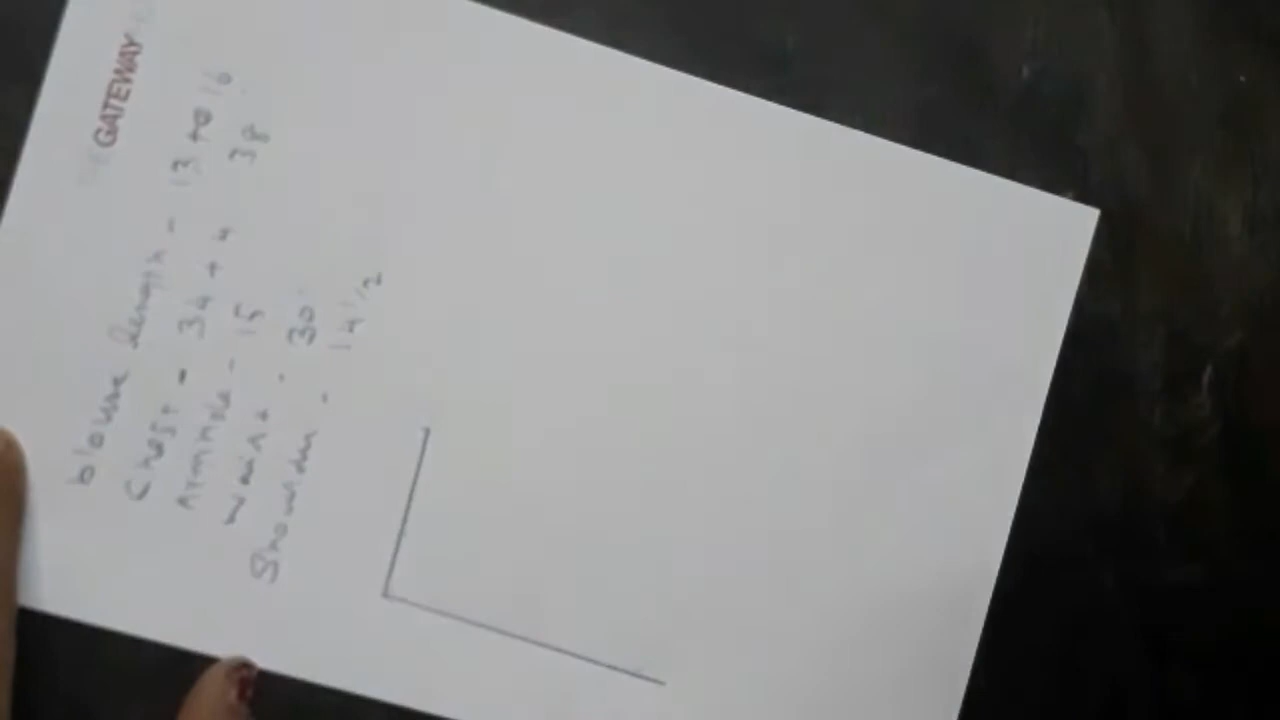 GATEWAY
blouse length - 13 to 16
Chest - 34 + 4 38
Armhole - 15
waist - 30
Shoulder - 14 1/2